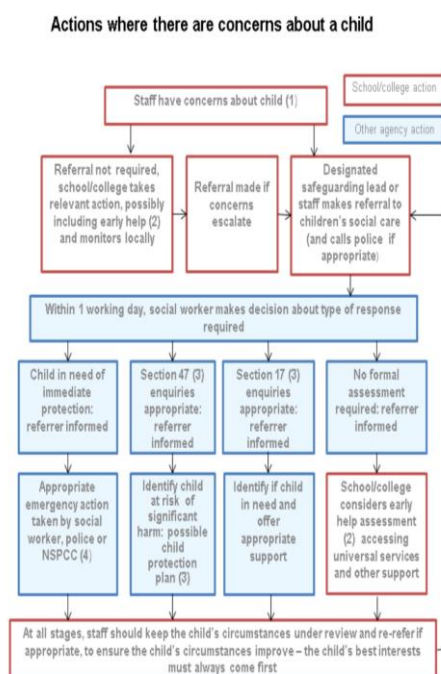 Actions where there are concerns about a child
School/college action
Other agency action
Staff have concerns about child (1)
Referral not required,
school/college takes
relevant action, possibly
including early help (2)
and monitors locally
Referral made if
concerns
escalate
Designated
safeguarding lead or
staff makes referral to
children's social care
(and calls police if
appropriate)
Within 1 working day, social worker makes decision about type of response
required
Child in need of
immediate
protection:
referrer informed
Section 47 (3)
enquiries
appropriate:
referrer
informed
Section 17 (3)
enquiries
appropriate:
referrer
informed
No formal
assessment
required: referrer
informed
Appropriate
emergency action
taken by social
worker, police or
NSPCC (4)
Identify child
at risk of
significant
harm: possible
child
protection
plan (3)
Identify if child
in need and
offer
appropriate
support
School/college
considers early
help assessment
(2) accessing
universal services
and other support
At all stages, staff should keep the child's circumstances under review and re-refer if
appropriate, to ensure the child's circumstances improve – the child's best interests
must always come first